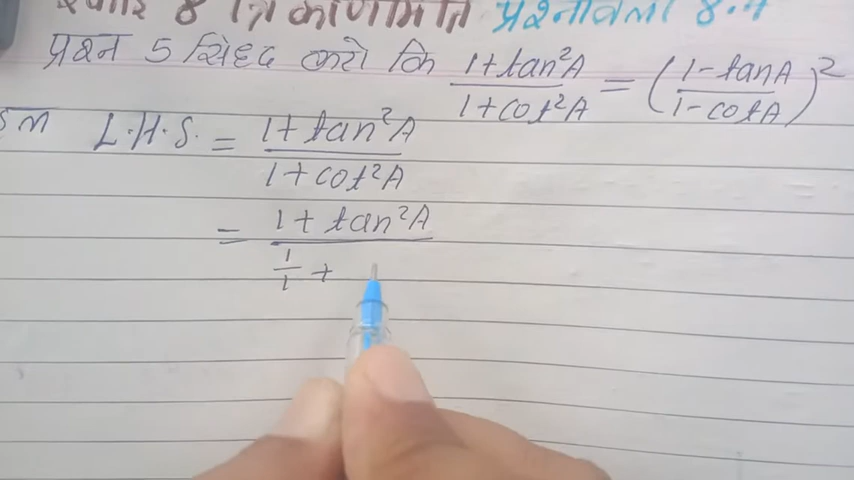 8 त्रिकोणमिति प्रश्नावली 8.4
प्रश्न 5 सिद्ध करो कि (1+tan²A)/(1+cot²A) = ((1-tanA)/(1-cotA))²
L.H.S. = (1+tan²A)/(1+cot²A)
= (1+tan²A)/(1/1 +